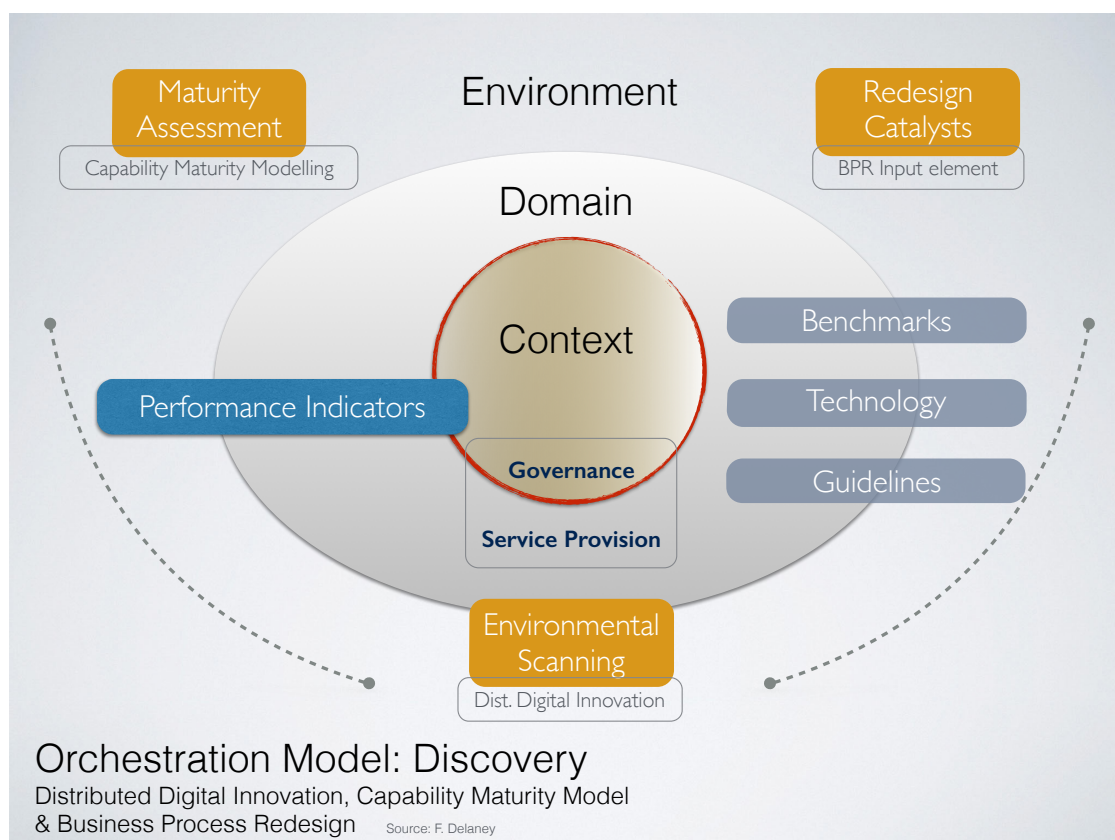 Maturity
Assessment
Capability Maturity Modelling
Environment
Redesign
Catalysts
BPR Input element
Domain
Context
Benchmarks
Performance Indicators
Technology
Governance
Guidelines
Service Provision
Environmental
Scanning
Dist. Digital Innovation
Orchestration Model: Discovery
Distributed Digital Innovation, Capability Maturity Model
& Business Process Redesign
Source: F. Delaney